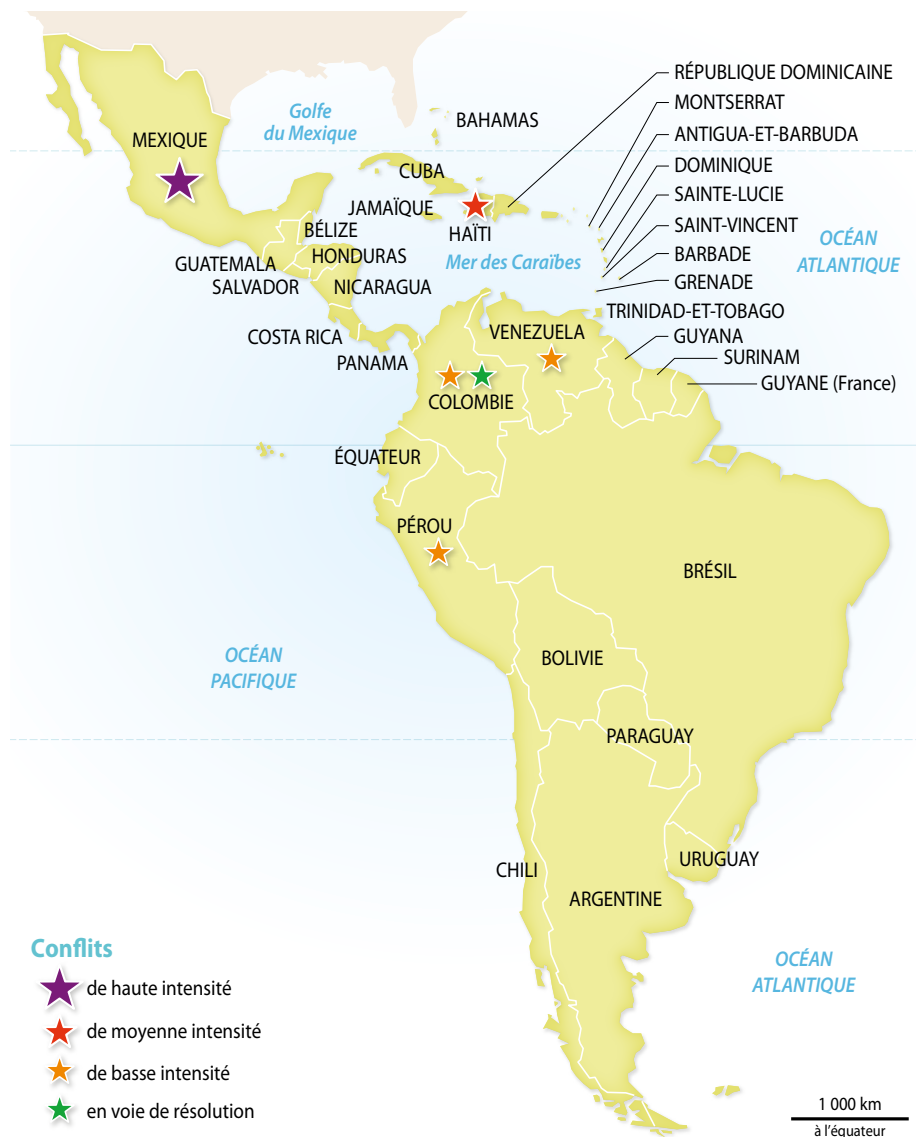 RÉPUBLIQUE DOMINICAINE
MONTSERRAT
Golfe
du Mexique
BAHAMAS
ANTIGUA-ET-BARBUDA
MEXIQUE
DOMINIQUE
CUBA
SAINTE-LUCIE
JAMAÏQUE
SAINT-VINCENT
BÉLIZE
HAÏTI
OCÉAN
ATLANTIQUE
HONDURAS
BARBADE
GUATEMALA
Mer des Caraïbes
GRENADE
SALVADOR
NICARAGUA
TRINIDAD-ET-TOBAGO
COSTA RICA
VENEZUELA
GUYANA
PANAMA
SURINAM
GUYANE (France)
COLOMBIE
ÉQUATEUR
PÉROU
BRÉSIL
OCÉAN
PACIFIQUE
BOLIVIE
PARAGUAY
URUGUAY
CHILI
ARGENTINE
Conflits
de haute intensité
de moyenne intensité
de basse intensité
en voie de résolution
OCÉAN
ATLANTIQUE
1 000 km
à l'équateur